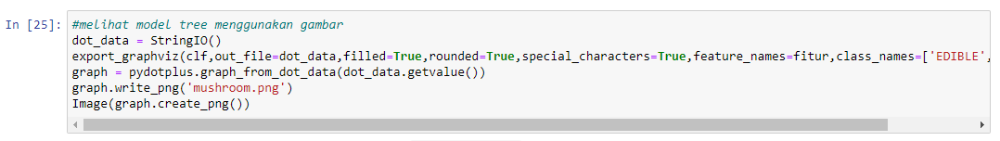 In [25]: #melihat model tree menggunakan gambar
dot_data = StringIO()
export_graphviz(clf,out_file=dot_data,filled=True,rounded=True,special_characters=True,feature_names=fitur,class_names=['EDIBLE',
graph = pydotplus.graph_from_dot_data(dot_data.getvalue())
graph.write_png('mushroom.png')
Image(graph.create_png())